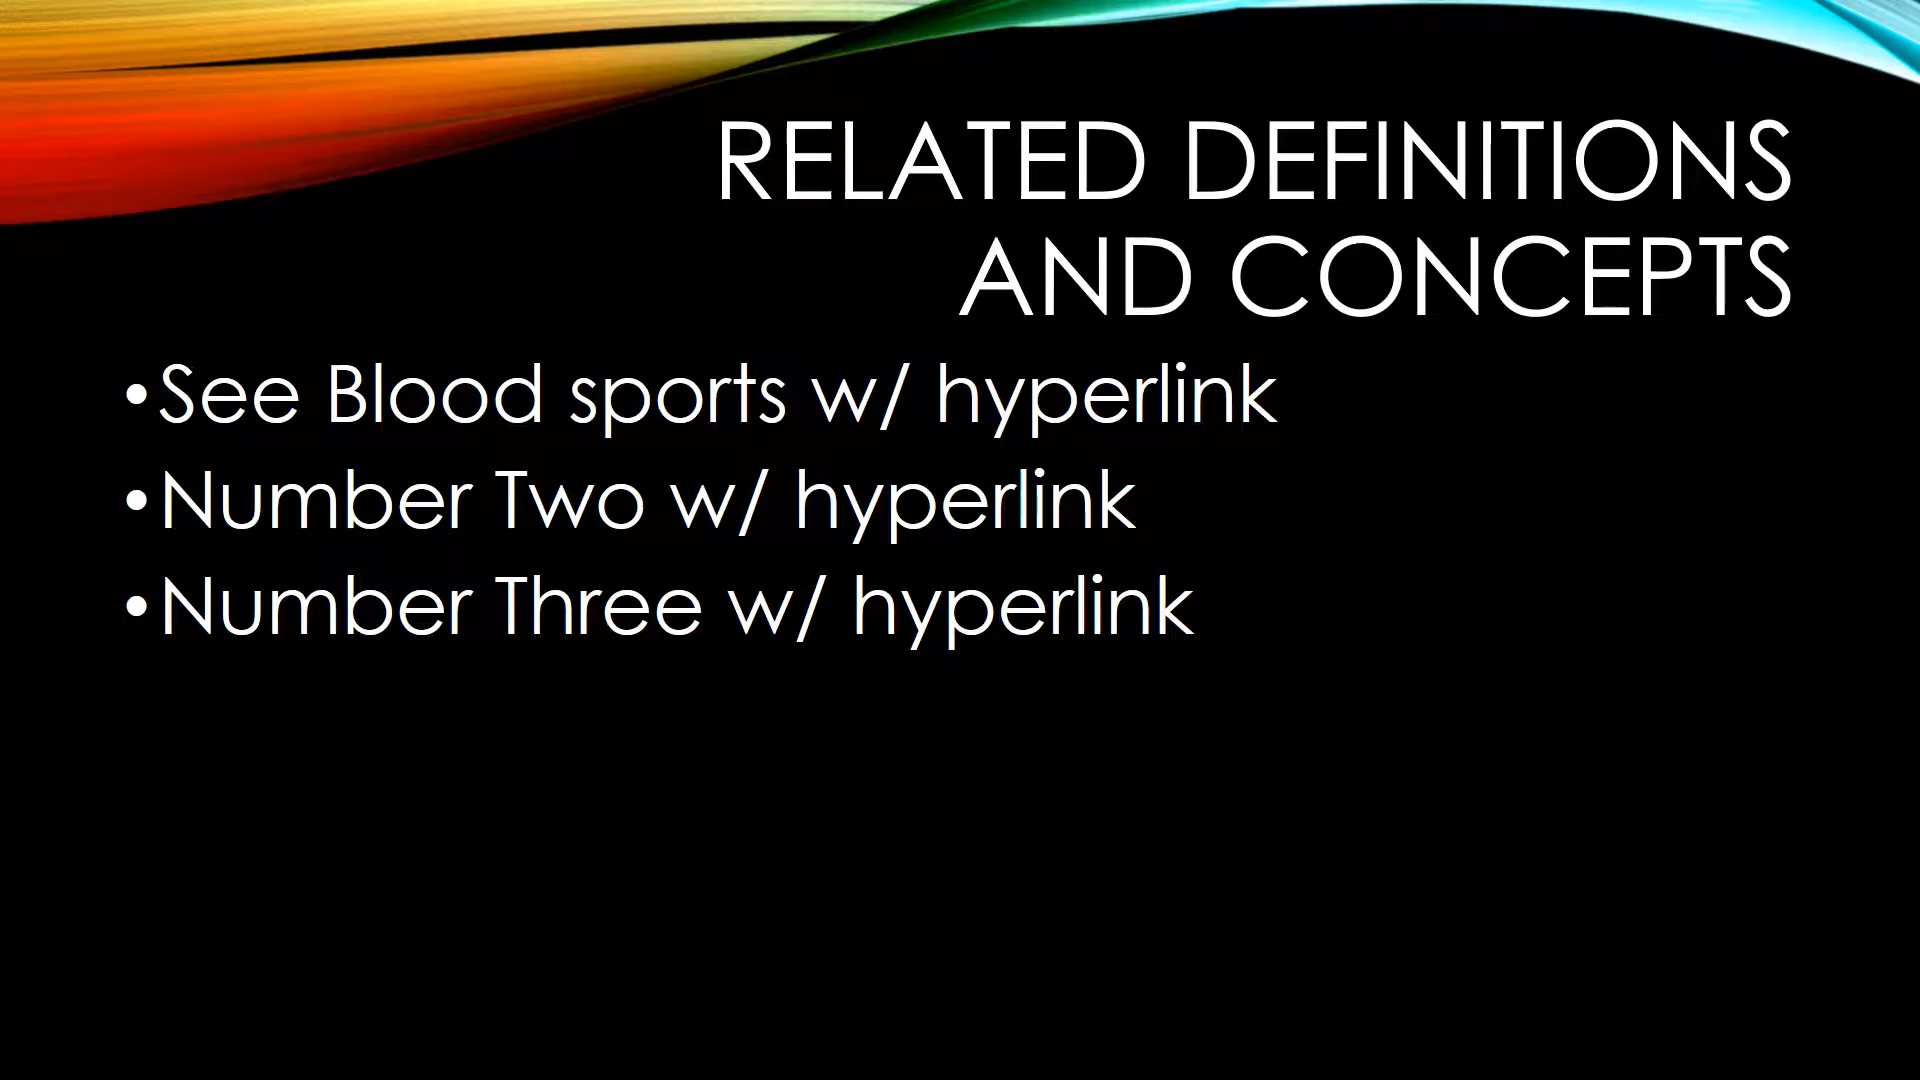 RELATED DEFINITIONS
AND CONCEPTS
•See Blood sports w/ hyperlink
•Number Two w/ hyperlink
•Number Three w/ hyperlink